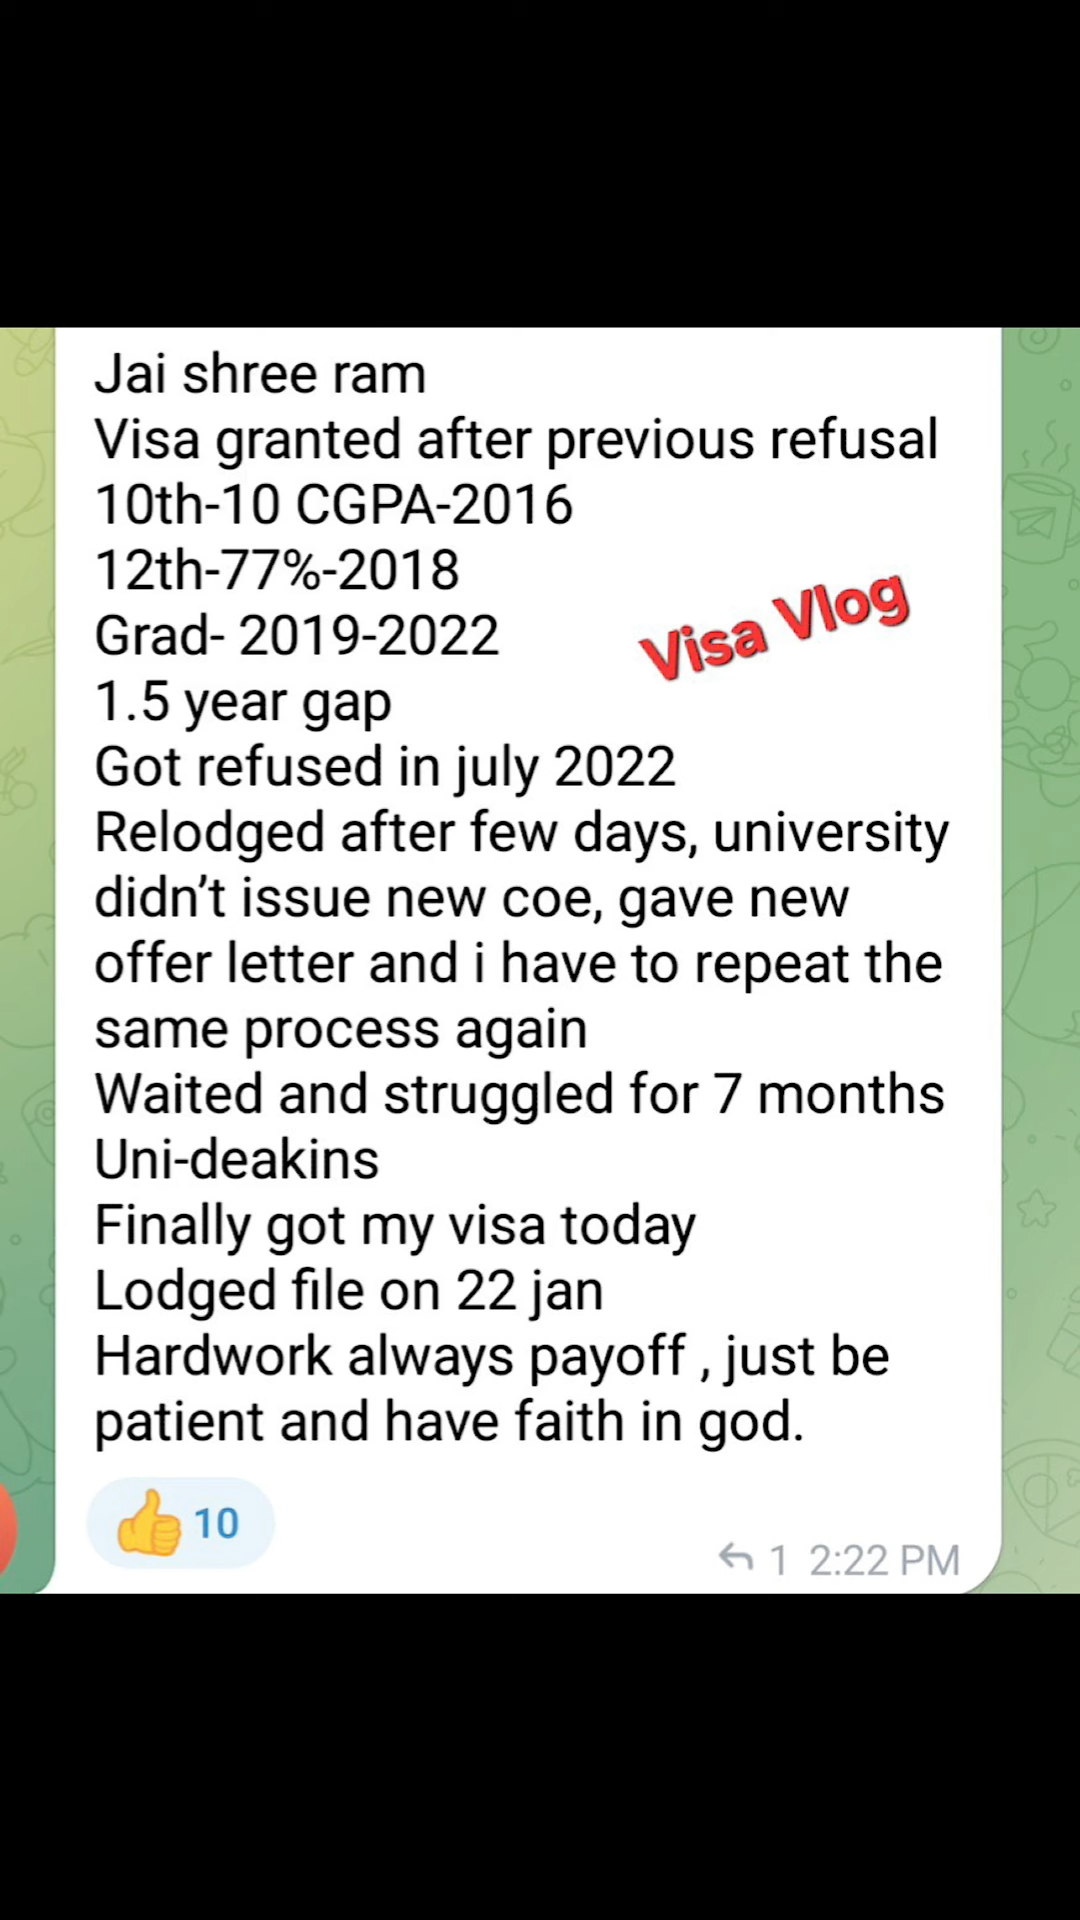 Jai shree ram
Visa granted after previous refusal
10th-10 CGPA-2016
12th-77%-2018
Visa Vlog
Grad- 2019-2022
1.5 year gap
Got refused in july 2022
Relodged after few days, university
didn’t issue new coe, gave new
offer letter and i have to repeat the
same process again
Waited and struggled for 7 months
Uni-deakins
Finally got my visa today
Lodged file on 22 jan
Hardwork always payoff , just be
patient and have faith in god.
👍 10
1 2:22 PM